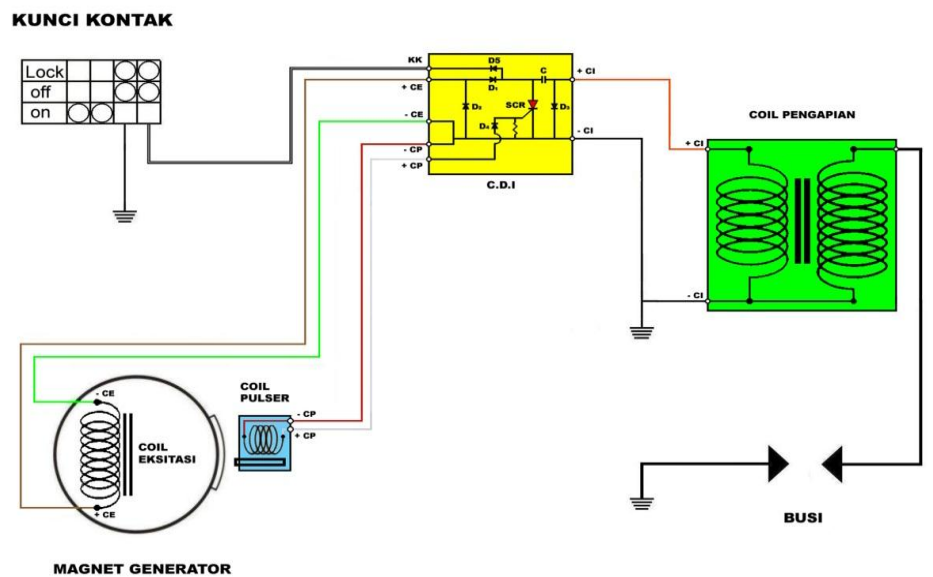 KUNCI KONTAK
Lock
off
on
KK
+ CE
- CE
- CP
+ CP
D5
D1
C
D2
SCR
D3
D4
+ CI
- CI
C.D.I
COIL PENGAPIAN
+ CI
- CI
COIL
PULSER
- CP
+ CP
- CE
COIL
EKSITASI
+ CE
BUSI
MAGNET GENERATOR